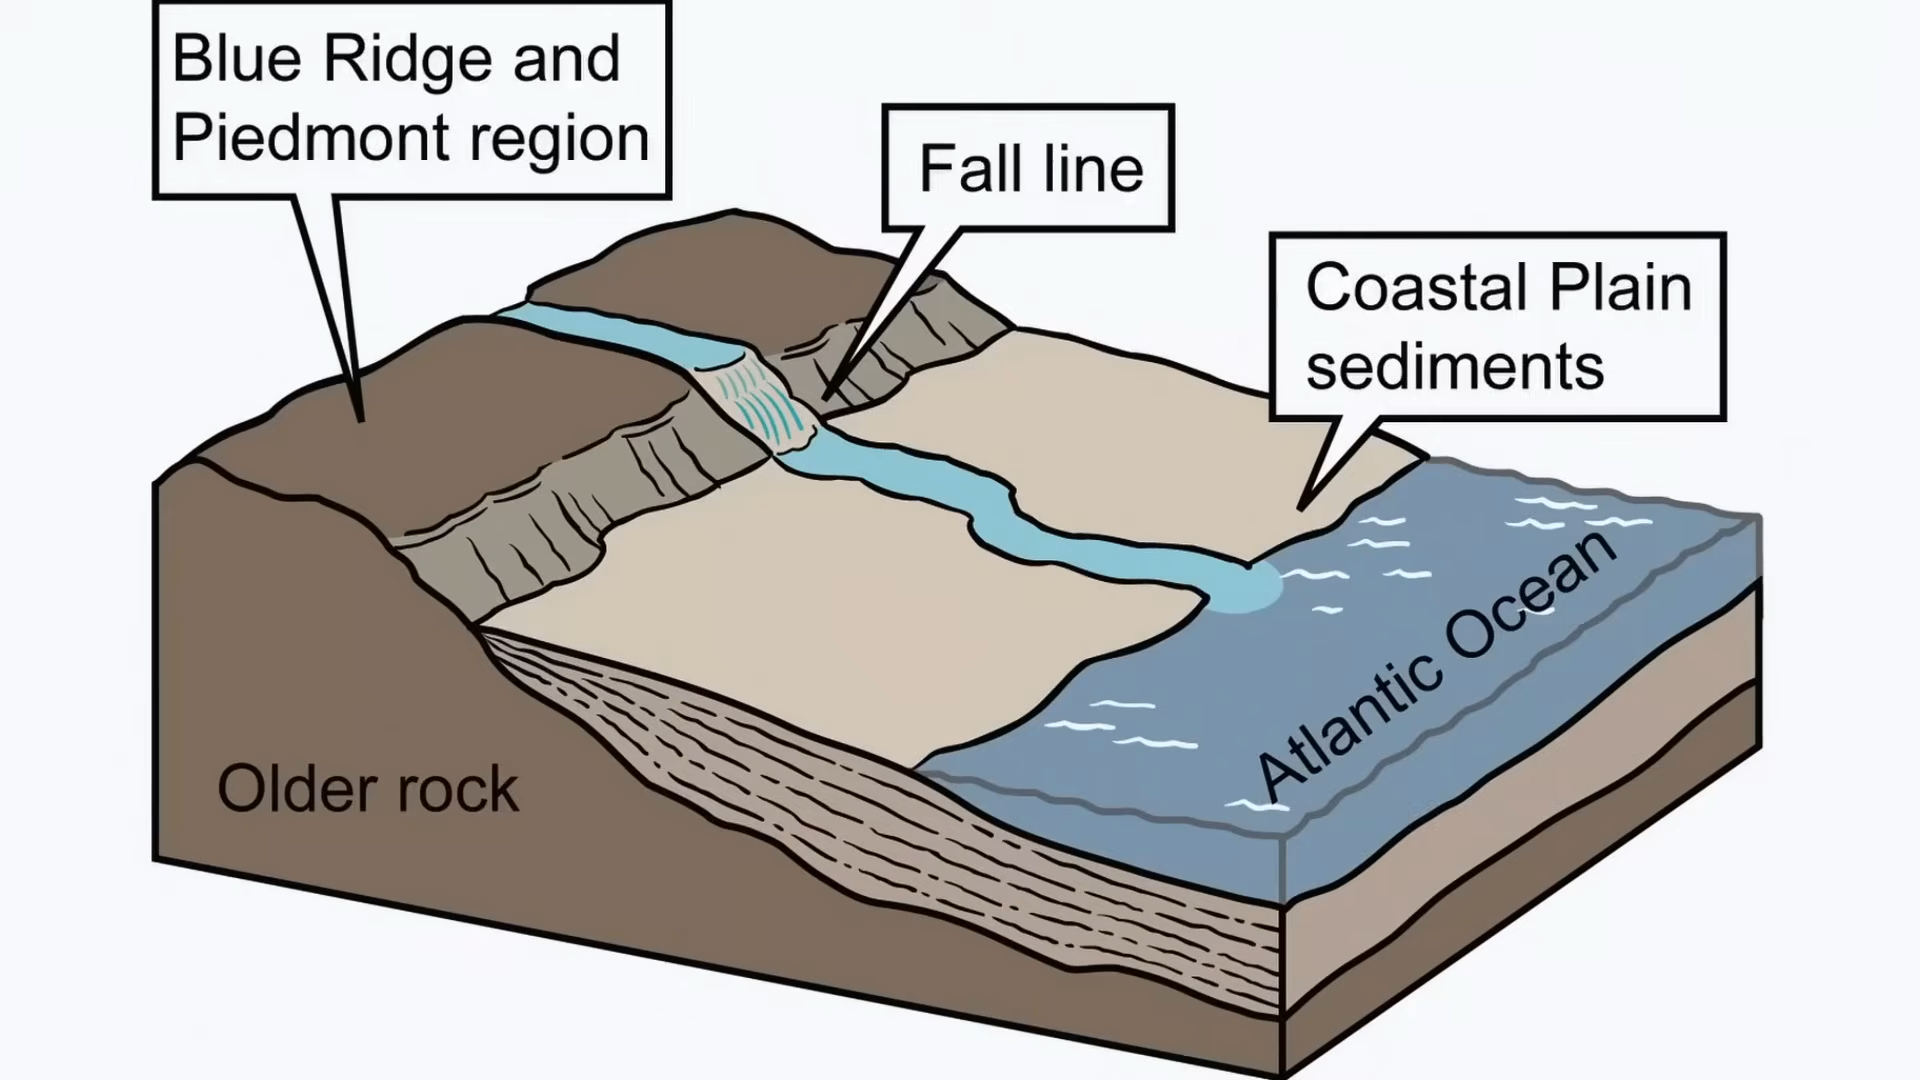 Blue Ridge and
Piedmont region
Fall line
Coastal Plain
sediments
Atlantic Ocean
Older rock